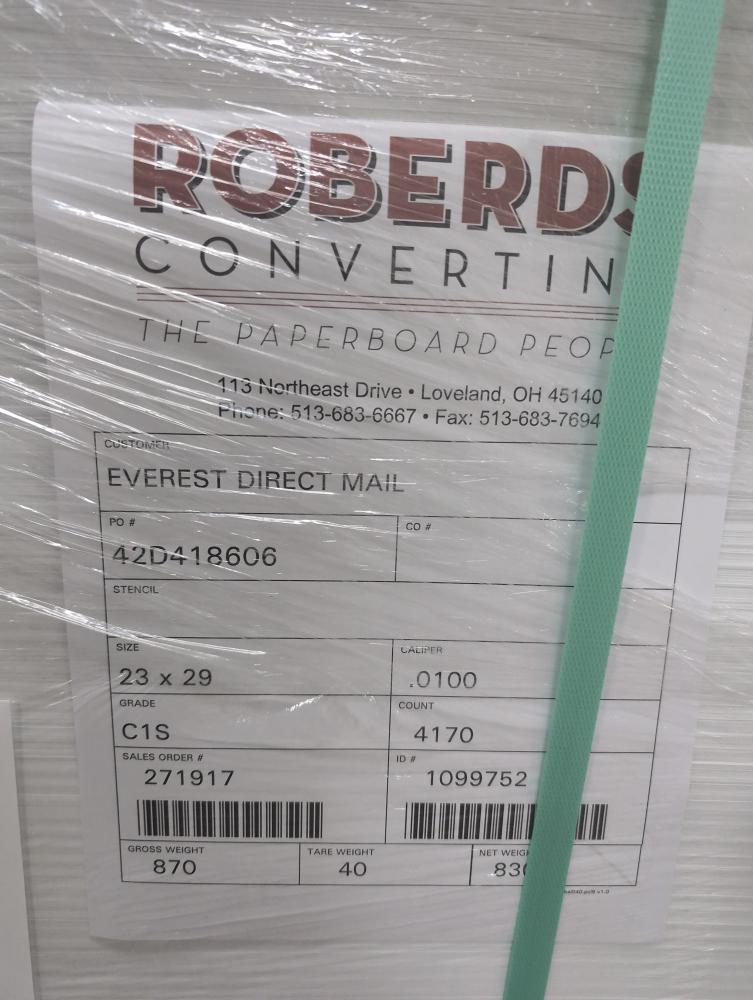 ROBERDS
CONVERTIN
THE PAPERBOARD PEOP
113 Northeast Drive • Loveland, OH 45140
Phone: 513-683-6667 • Fax: 513-683-7694
CUSTOMER
EVEREST DIRECT MAIL
PO # CO #
42D418606
STENCIL
SIZE CALIPER
23 x 29 .0100
GRADE COUNT
C1S 4170
SALES ORDER # ID #
271917 1099752
GROSS WEIGHT TARE WEIGHT NET WEIGH
870 40 830